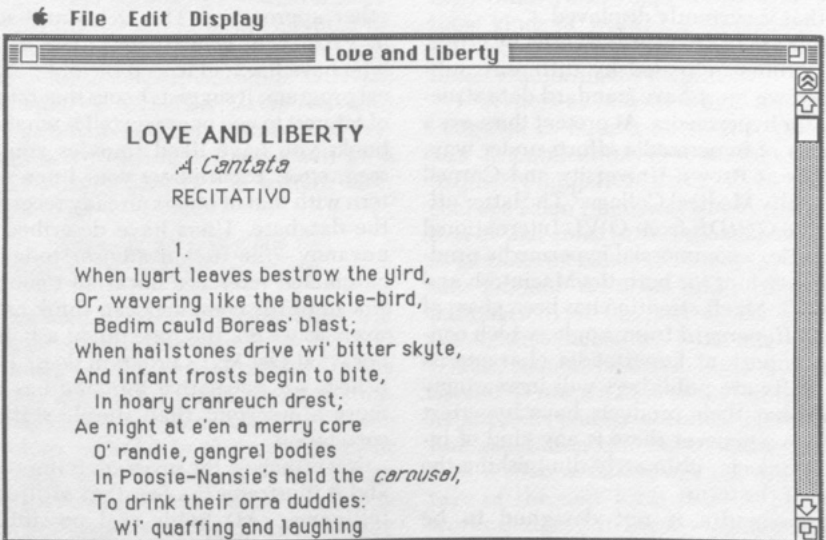 File Edit Display
Love and Liberty
LOVE AND LIBERTY
A Cantata
RECITATIVO
1.
When lyart leaves bestrow the yird,
Or, wavering like the bauckie-bird,
Bedim cauld Boreas' blast;
When hailstanes drive wi' bitter skyte,
And infant frosts begin to bite,
In hoary cranreuch drest;
Ae night at e'en a merry core
O' randie, gangrel bodies
In Poosie-Nansie's held the carousal,
To drink their orra duddies:
Wi' quaffing and laughing